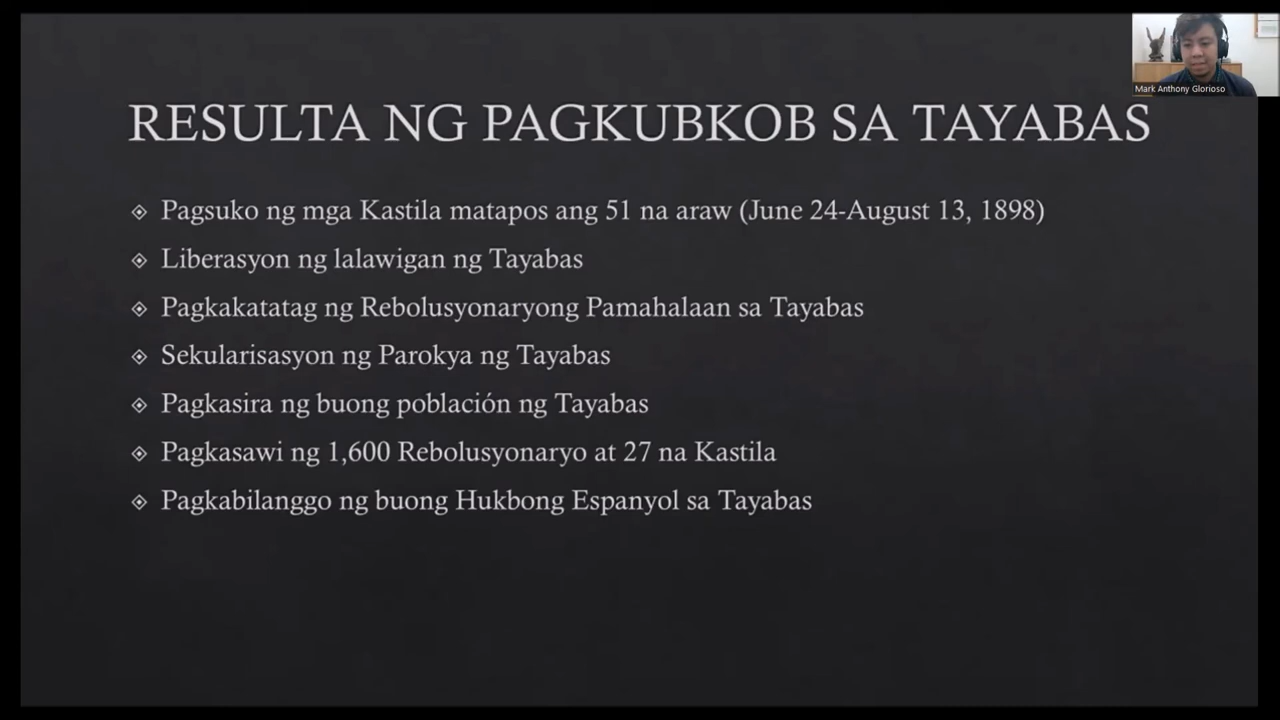 Mark Anthony Glorioso
RESULTA NG PAGKUBKOB SA TAYABAS
Pagsuko ng mga Kastila matapos ang 51 na araw (June 24-August 13, 1898)
Liberasyon ng lalawigan ng Tayabas
Pagkakatatag ng Rebolusyonaryong Pamahalaan sa Tayabas
Sekularisasyon ng Parokya ng Tayabas
Pagkasira ng buong población ng Tayabas
Pagkasawi ng 1,600 Rebolusyonaryo at 27 na Kastila
Pagkabilanggo ng buong Hukbong Espanyol sa Tayabas